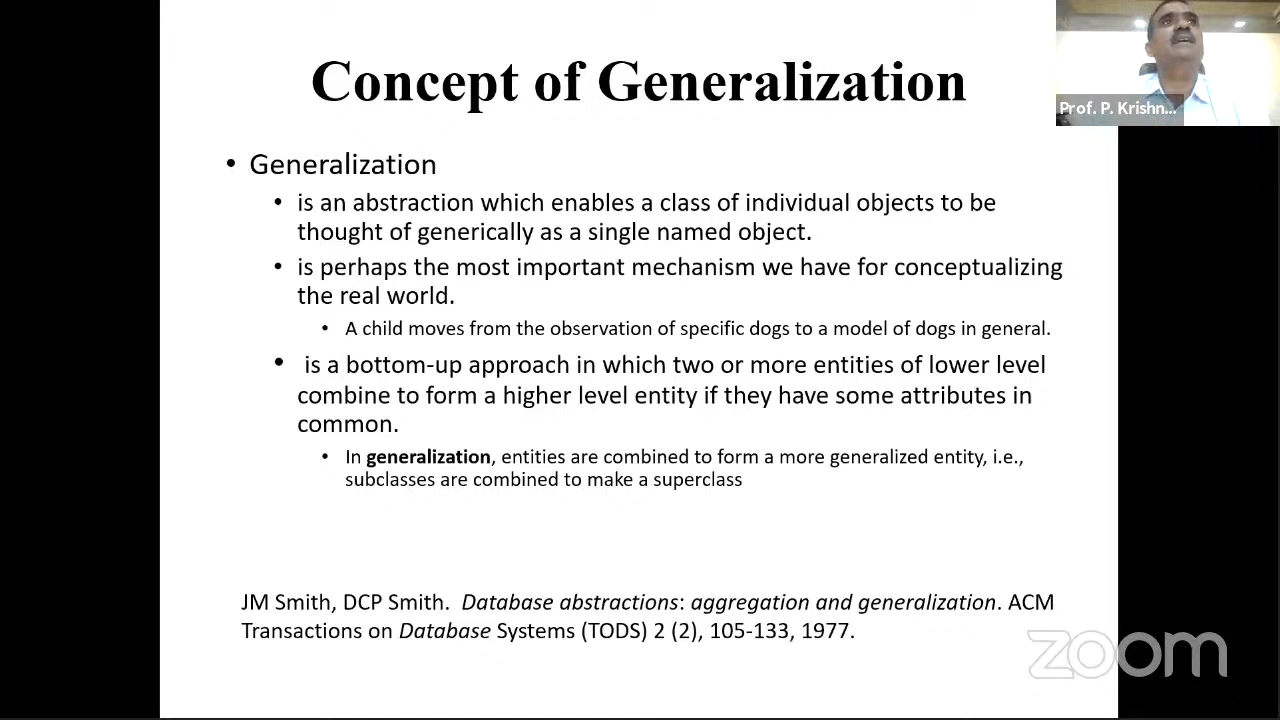 Concept of Generalization
Prof. P. Krishn...
• Generalization
• is an abstraction which enables a class of individual objects to be
thought of generically as a single named object.
• is perhaps the most important mechanism we have for conceptualizing
the real world.
• A child moves from the observation of specific dogs to a model of dogs in general.
• is a bottom-up approach in which two or more entities of lower level
combine to form a higher level entity if they have some attributes in
common.
• In generalization, entities are combined to form a more generalized entity, i.e.,
subclasses are combined to make a superclass
JM Smith, DCP Smith. Database abstractions: aggregation and generalization. ACM
Transactions on Database Systems (TODS) 2 (2), 105-133, 1977.
zoom